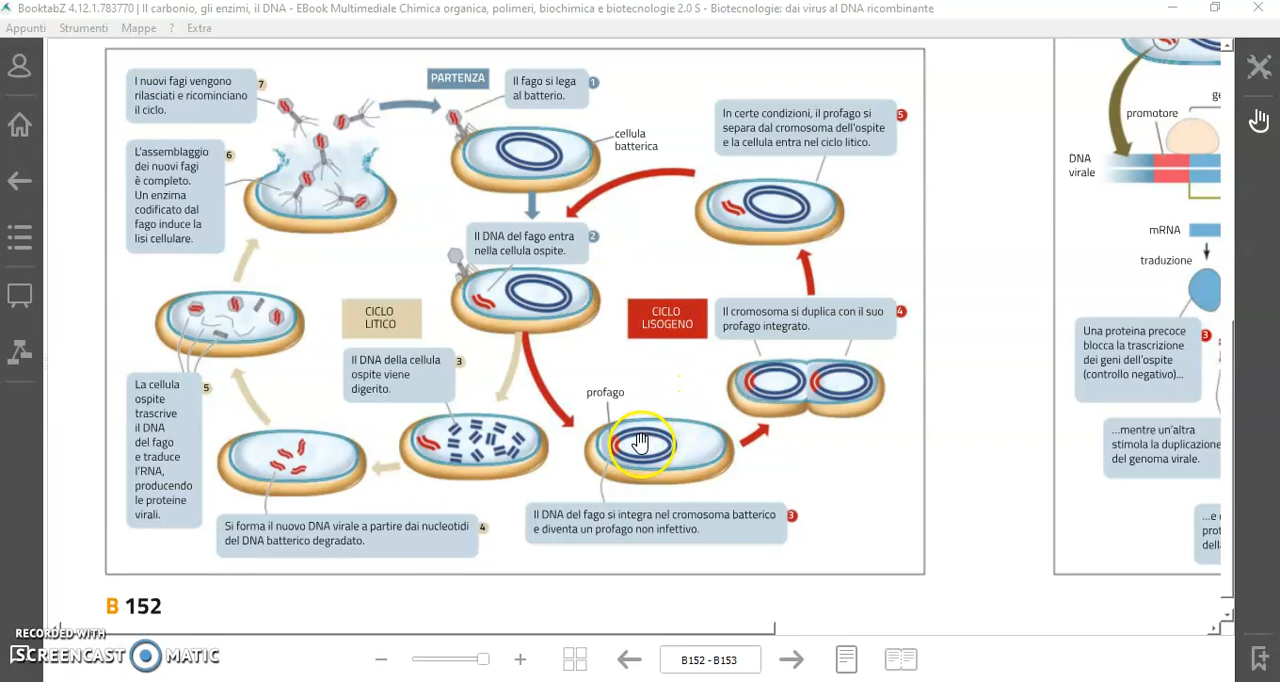 BooktabZ 4.12.1.783770 | Il carbonio, gli enzimi, il DNA - EBook Multimediale Chimica organica, polimeri, biochimica e biotecnologie 2.0 S - Biotecnologie: dai virus al DNA ricombinante
Appunti Strumenti Mappe ? Extra
I nuovi fagi vengono
rilasciati e ricominciano
il ciclo.
7
PARTENZA
Il fago si lega
al batterio.
1
cellula
batterica
In certe condizioni, il profago si
separa dal cromosoma dell'ospite
e la cellula entra nel ciclo litico.
5
L'assemblaggio
dei nuovi fagi
è completo.
Un enzima
codificato dal
fago induce la
lisi cellulare.
6
Il DNA del fago entra
nella cellula ospite.
2
CICLO
LITICO
CICLO
LISOGENO
Il cromosoma si duplica con il suo
profago integrato.
4
Il DNA della cellula
ospite viene
digerito.
3
profago
La cellula
ospite
trascrive
il DNA
del fago
e traduce
l'RNA,
producendo
le proteine
virali.
5
Si forma il nuovo DNA virale a partire dai nucleotidi
del DNA batterico degradato.
4
Il DNA del fago si integra nel cromosoma batterico
e diventa un profago non infettivo.
3
B 152
ge
promotore
DNA
virale
mRNA
traduzione
Una proteina precoce
blocca la trascrizione
dei geni dell'ospite
(controllo negativo)...
3
...mentre un'altra
stimola la duplicazione
del genoma virale.
...e
prot
della
RECORDED WITH
SCREENCAST MATIC
B152 - B153